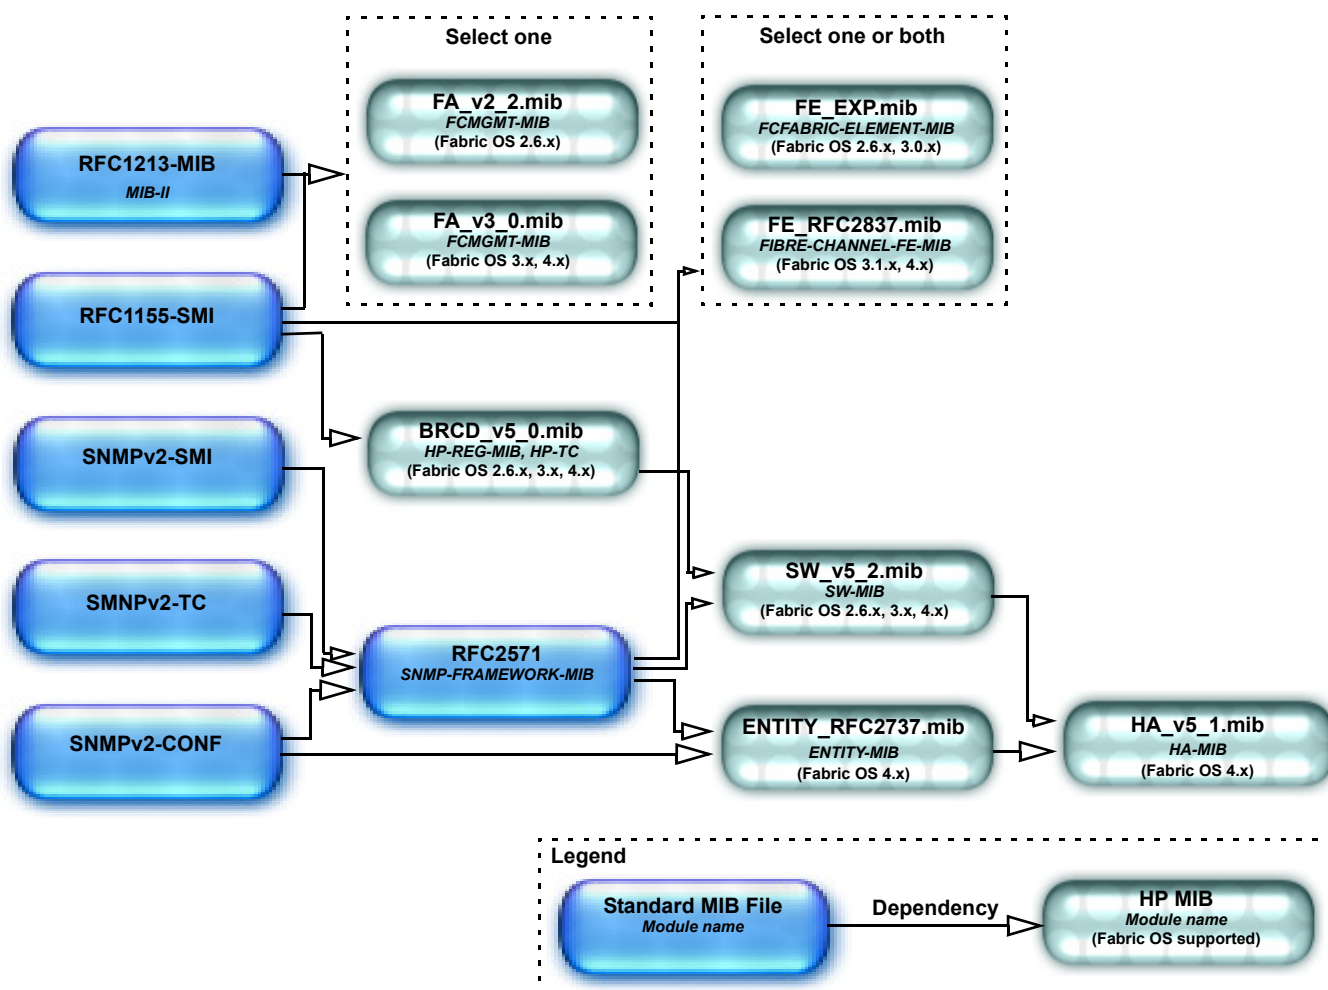 Select one
FA_v2_2.mib
FCMGMT-MIB
(Fabric OS 2.6.x)
FA_v3_0.mib
FCMGMT-MIB
(Fabric OS 3.x, 4.x)
Select one or both
FE_EXP.mib
FCFABRIC-ELEMENT-MIB
(Fabric OS 2.6.x, 3.0.x)
FE_RFC2837.mib
FIBRE-CHANNEL-FE-MIB
(Fabric OS 3.1.x, 4.x)
RFC1213-MIB
MIB-II
RFC1155-SMI
SNMPv2-SMI
SMNPv2-TC
SNMPv2-CONF
BRCD_v5_0.mib
HP-REG-MIB, HP-TC
(Fabric OS 2.6.x, 3.x, 4.x)
RFC2571
SNMP-FRAMEWORK-MIB
SW_v5_2.mib
SW-MIB
(Fabric OS 2.6.x, 3.x, 4.x)
ENTITY_RFC2737.mib
ENTITY-MIB
(Fabric OS 4.x)
HA_v5_1.mib
HA-MIB
(Fabric OS 4.x)
Legend
Standard MIB File
Module name
Dependency
HP MIB
Module name
(Fabric OS supported)